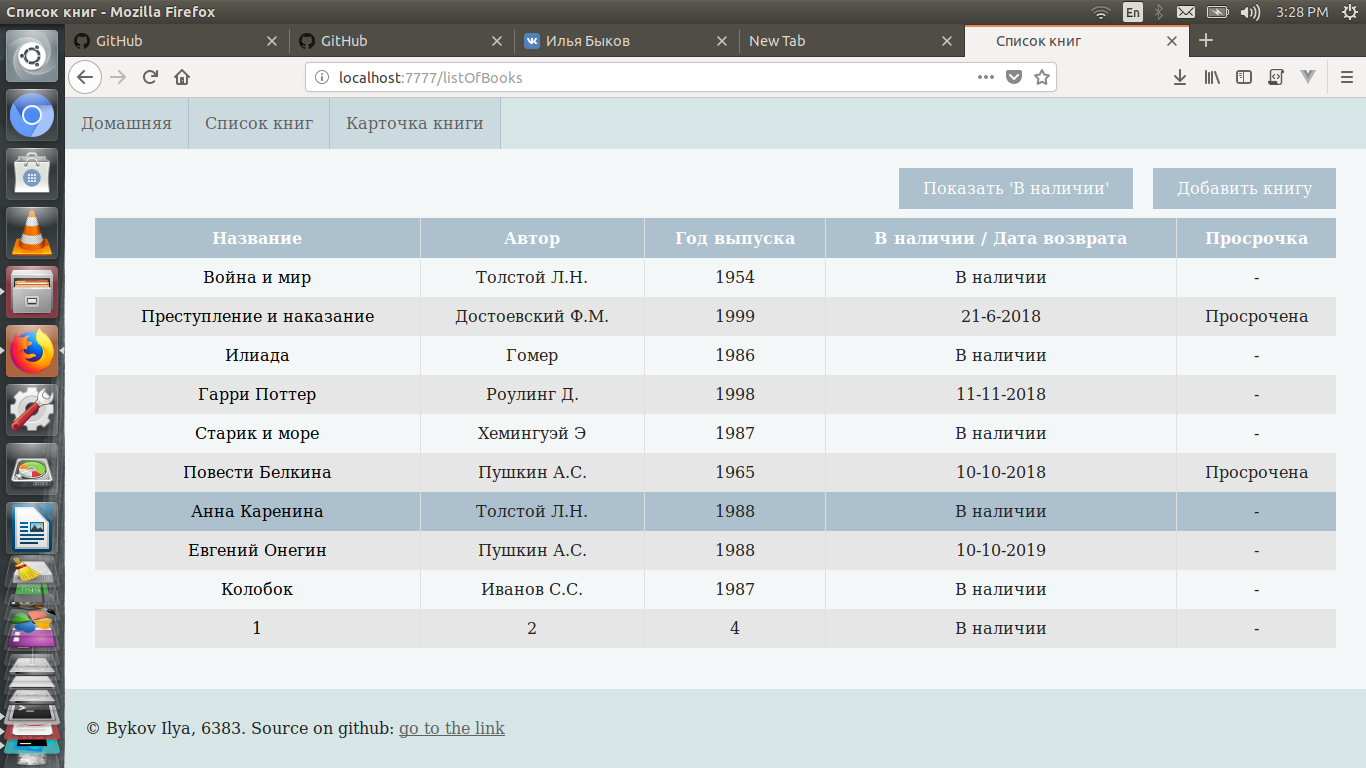 Список книг - Mozilla Firefox
En
3:28 PM
GitHub
GitHub
Илья Быков
New Tab
Список книг
localhost:7777/listOfBooks
Домашняя Список книг Карточка книги
Показать 'В наличии' Добавить книгу
Название Автор Год выпуска В наличии / Дата возврата Просрочка
Война и мир Толстой Л.Н. 1954 В наличии -
Преступление и наказание Достоевский Ф.М. 1999 21-6-2018 Просрочена
Илиада Гомер 1986 В наличии -
Гарри Поттер Роулинг Д. 1998 11-11-2018 -
Старик и море Хемингуэй Э 1987 В наличии -
Повести Белкина Пушкин А.С. 1965 10-10-2018 Просрочена
Анна Каренина Толстой Л.Н. 1988 В наличии -
Евгений Онегин Пушкин А.С. 1988 10-10-2019 -
Колобок Иванов С.С. 1987 В наличии -
1 2 4 В наличии -
© Bykov Ilya, 6383. Source on github: go to the link